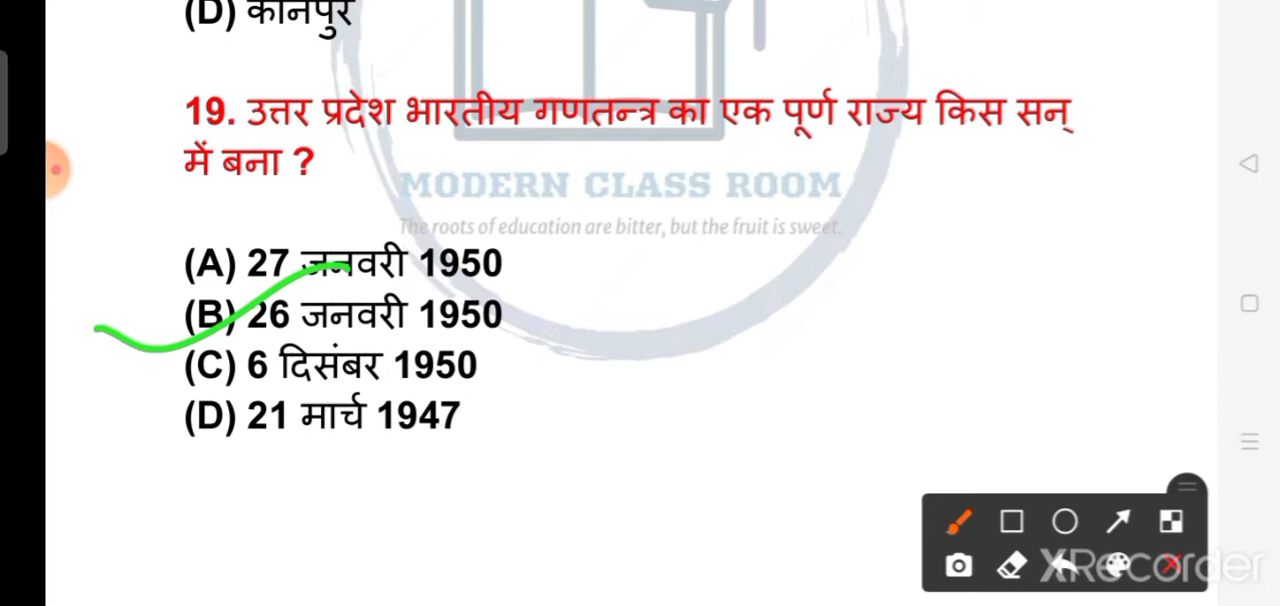 (D) कानपुर
19. उत्तर प्रदेश भारतीय गणतन्त्र का एक पूर्ण राज्य किस सन्
में बना ?
MODERN CLASS ROOM
The roots of education are bitter, but the fruit is sweet.
(A) 27 जनवरी 1950
(B) 26 जनवरी 1950
(C) 6 दिसंबर 1950
(D) 21 मार्च 1947
XRecorder